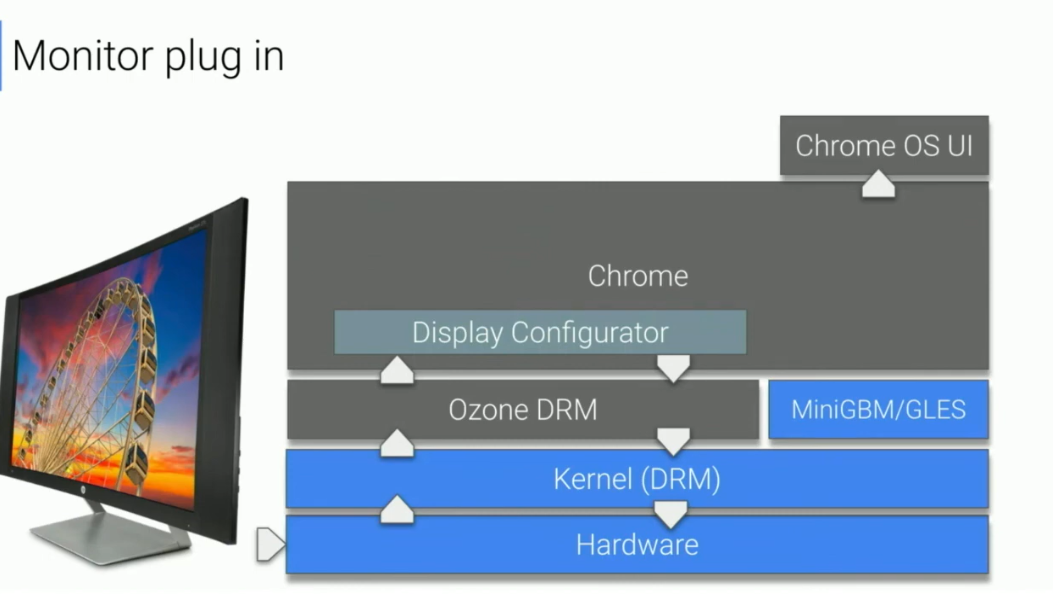 Monitor plug in
Chrome OS UI
Chrome
Display Configurator
Ozone DRM
MiniGBM/GLES
Kernel (DRM)
Hardware